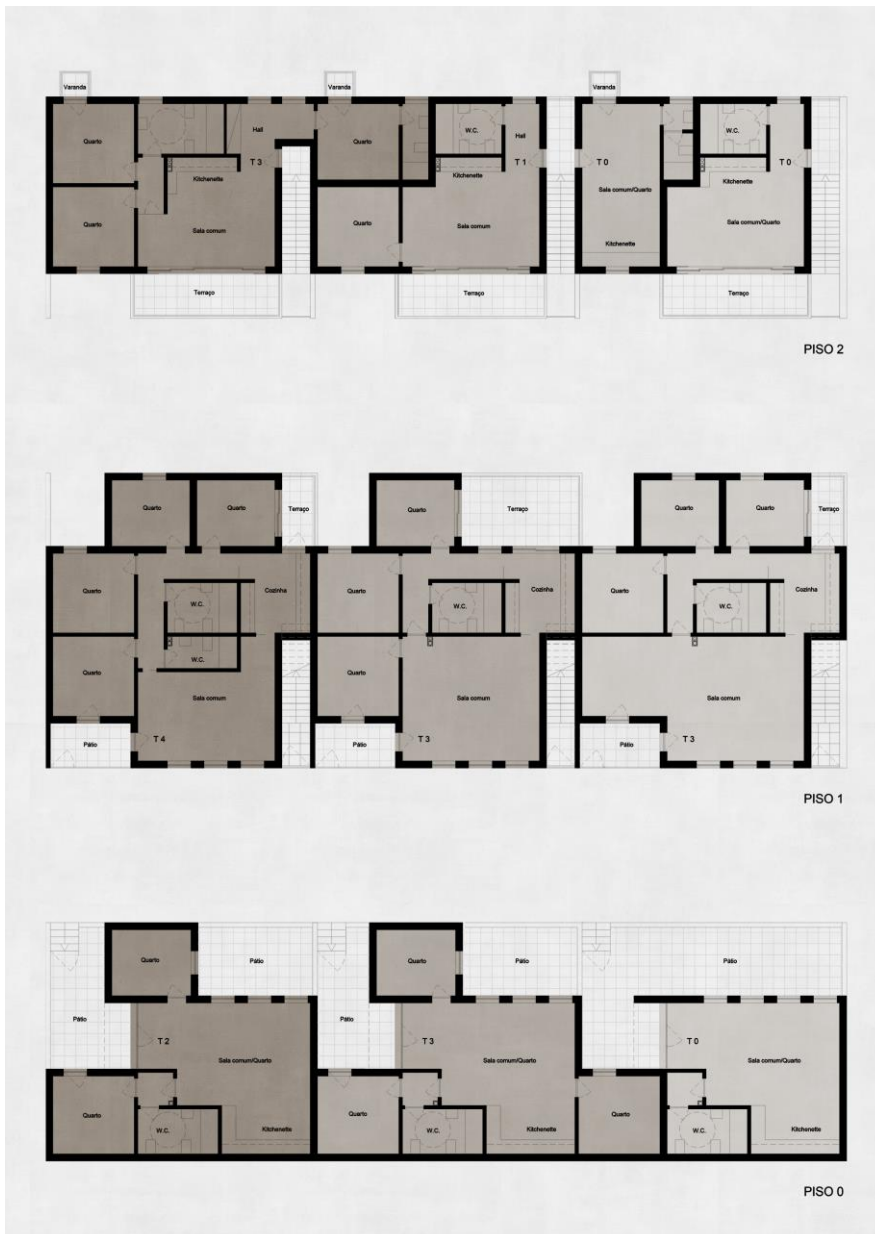 Varanda Varanda Varanda
Hall W.C. Hall W.C.
Quarto Quarto
T 3 T 1 T 0 T 0
Kitchenette Kitchenette Kitchenette
Sala comum/Quarto
Quarto Sala comum Quarto Sala comum Sala comum/Quarto
Kitchenette
Terraço Terraço Terraço
PISO 2
Quarto Quarto Terraço Quarto Terraço Quarto Quarto Terraço
Quarto W.C. Cozinha Quarto W.C. Cozinha Quarto W.C. Cozinha
W.C.
Quarto Sala comum Quarto Sala comum Sala comum
T 4 T 3 T 3
Pátio Pátio Pátio
PISO 1
Quarto Pátio Quarto Pátio Pátio
Pátio Pátio
T 2 T 3 T 0
Sala comum/Quarto Sala comum/Quarto Sala comum/Quarto
Quarto Quarto Quarto
W.C. Kitchenette W.C. Kitchenette W.C. Kitchenette
PISO 0